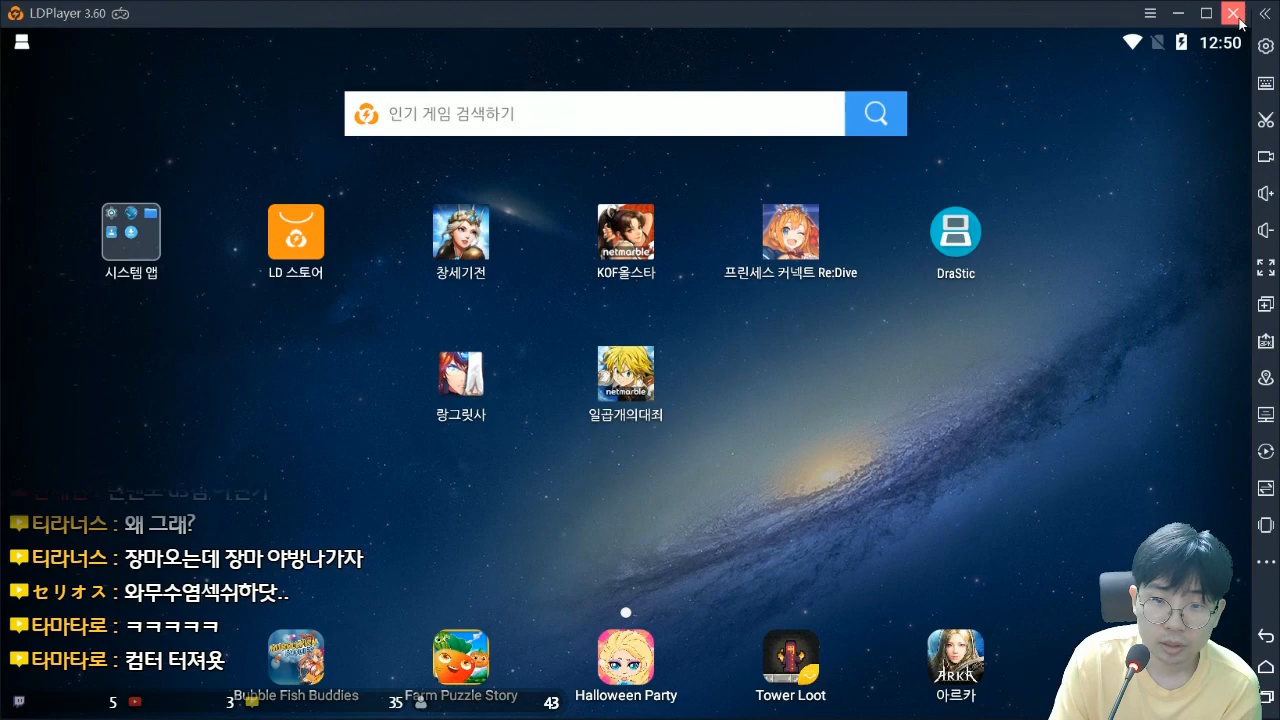 LDPlayer 3.60
12:50
인기 게임 검색하기
시스템 앱
LD 스토어
창세기전
netmarble
KOF올스타
프린세스 커넥트 Re:Dive
DraStic
랑그릿사
netmarble
일곱개의대죄
티라너스 : 왜 그래?
티라너스 : 장마오는데 장마 야방나가자
セリオス : 와무수염섹쉬하닷..
타마타로 : ㅋㅋㅋㅋㅋ
타마타로 : 컴터 터져욧
ARKA
Bubble Fish Buddies
Farm Puzzle Story
Halloween Party
Tower Loot
아르카
5
3
35
43